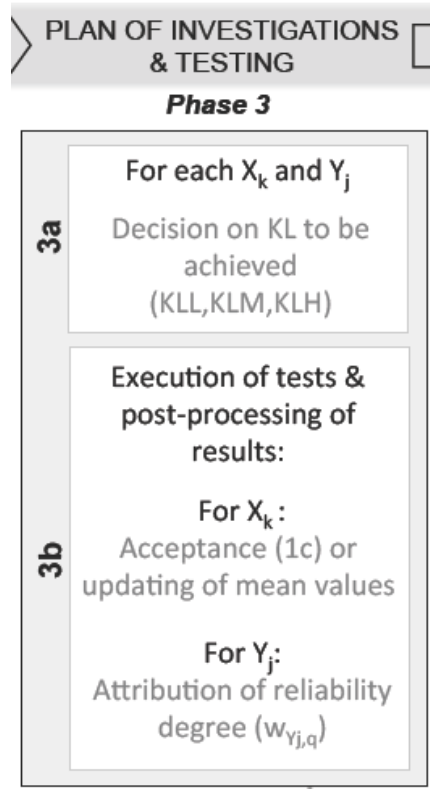 PLAN OF INVESTIGATIONS
& TESTING
Phase 3
3a
For each Xk and Yj
Decision on KL to be
achieved
(KLL,KLM,KLH)
3b
Execution of tests &
post-processing of
results:
For Xk :
Acceptance (1c) or
updating of mean values
For Yj:
Attribution of reliability
degree (wYj,q)